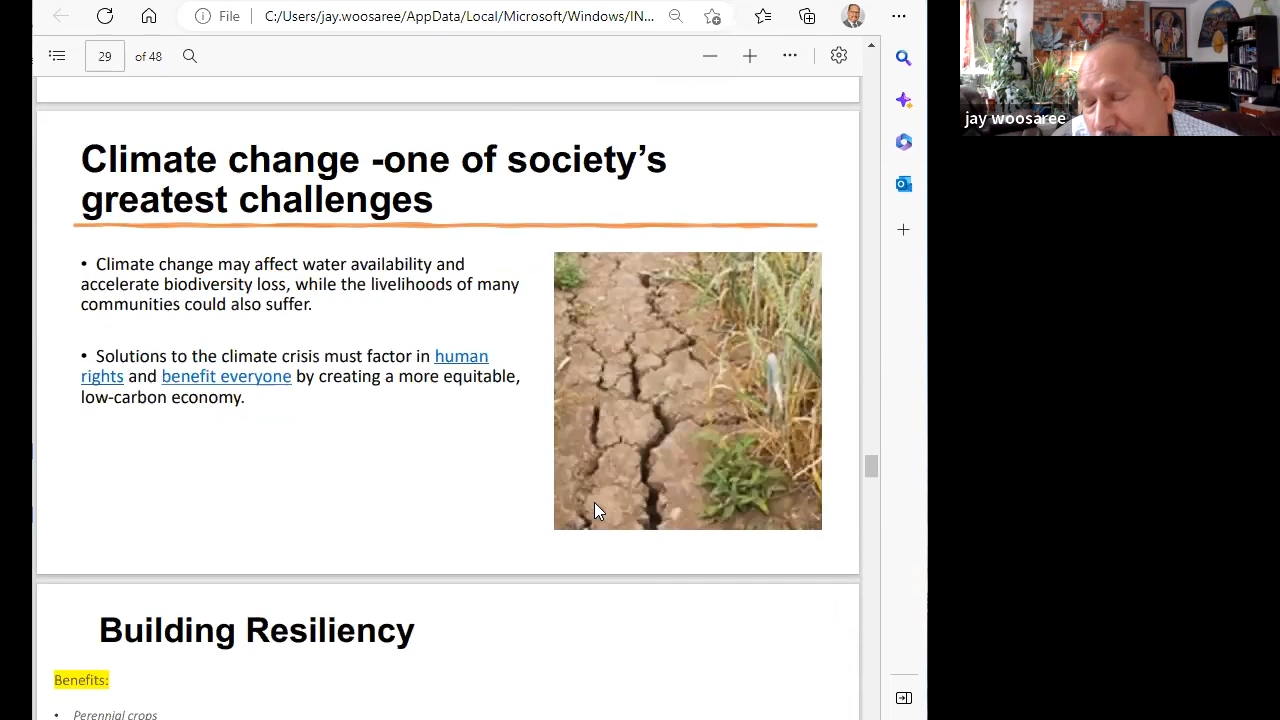 File
C:/Users/jay.woosaree/AppData/Local/Microsoft/Windows/IN...
29 of 48
jay woosaree
Climate change -one of society’s
greatest challenges
• Climate change may affect water availability and
accelerate biodiversity loss, while the livelihoods of many
communities could also suffer.
• Solutions to the climate crisis must factor in human
rights and benefit everyone by creating a more equitable,
low-carbon economy.
Building Resiliency
Benefits:
• Perennial crops